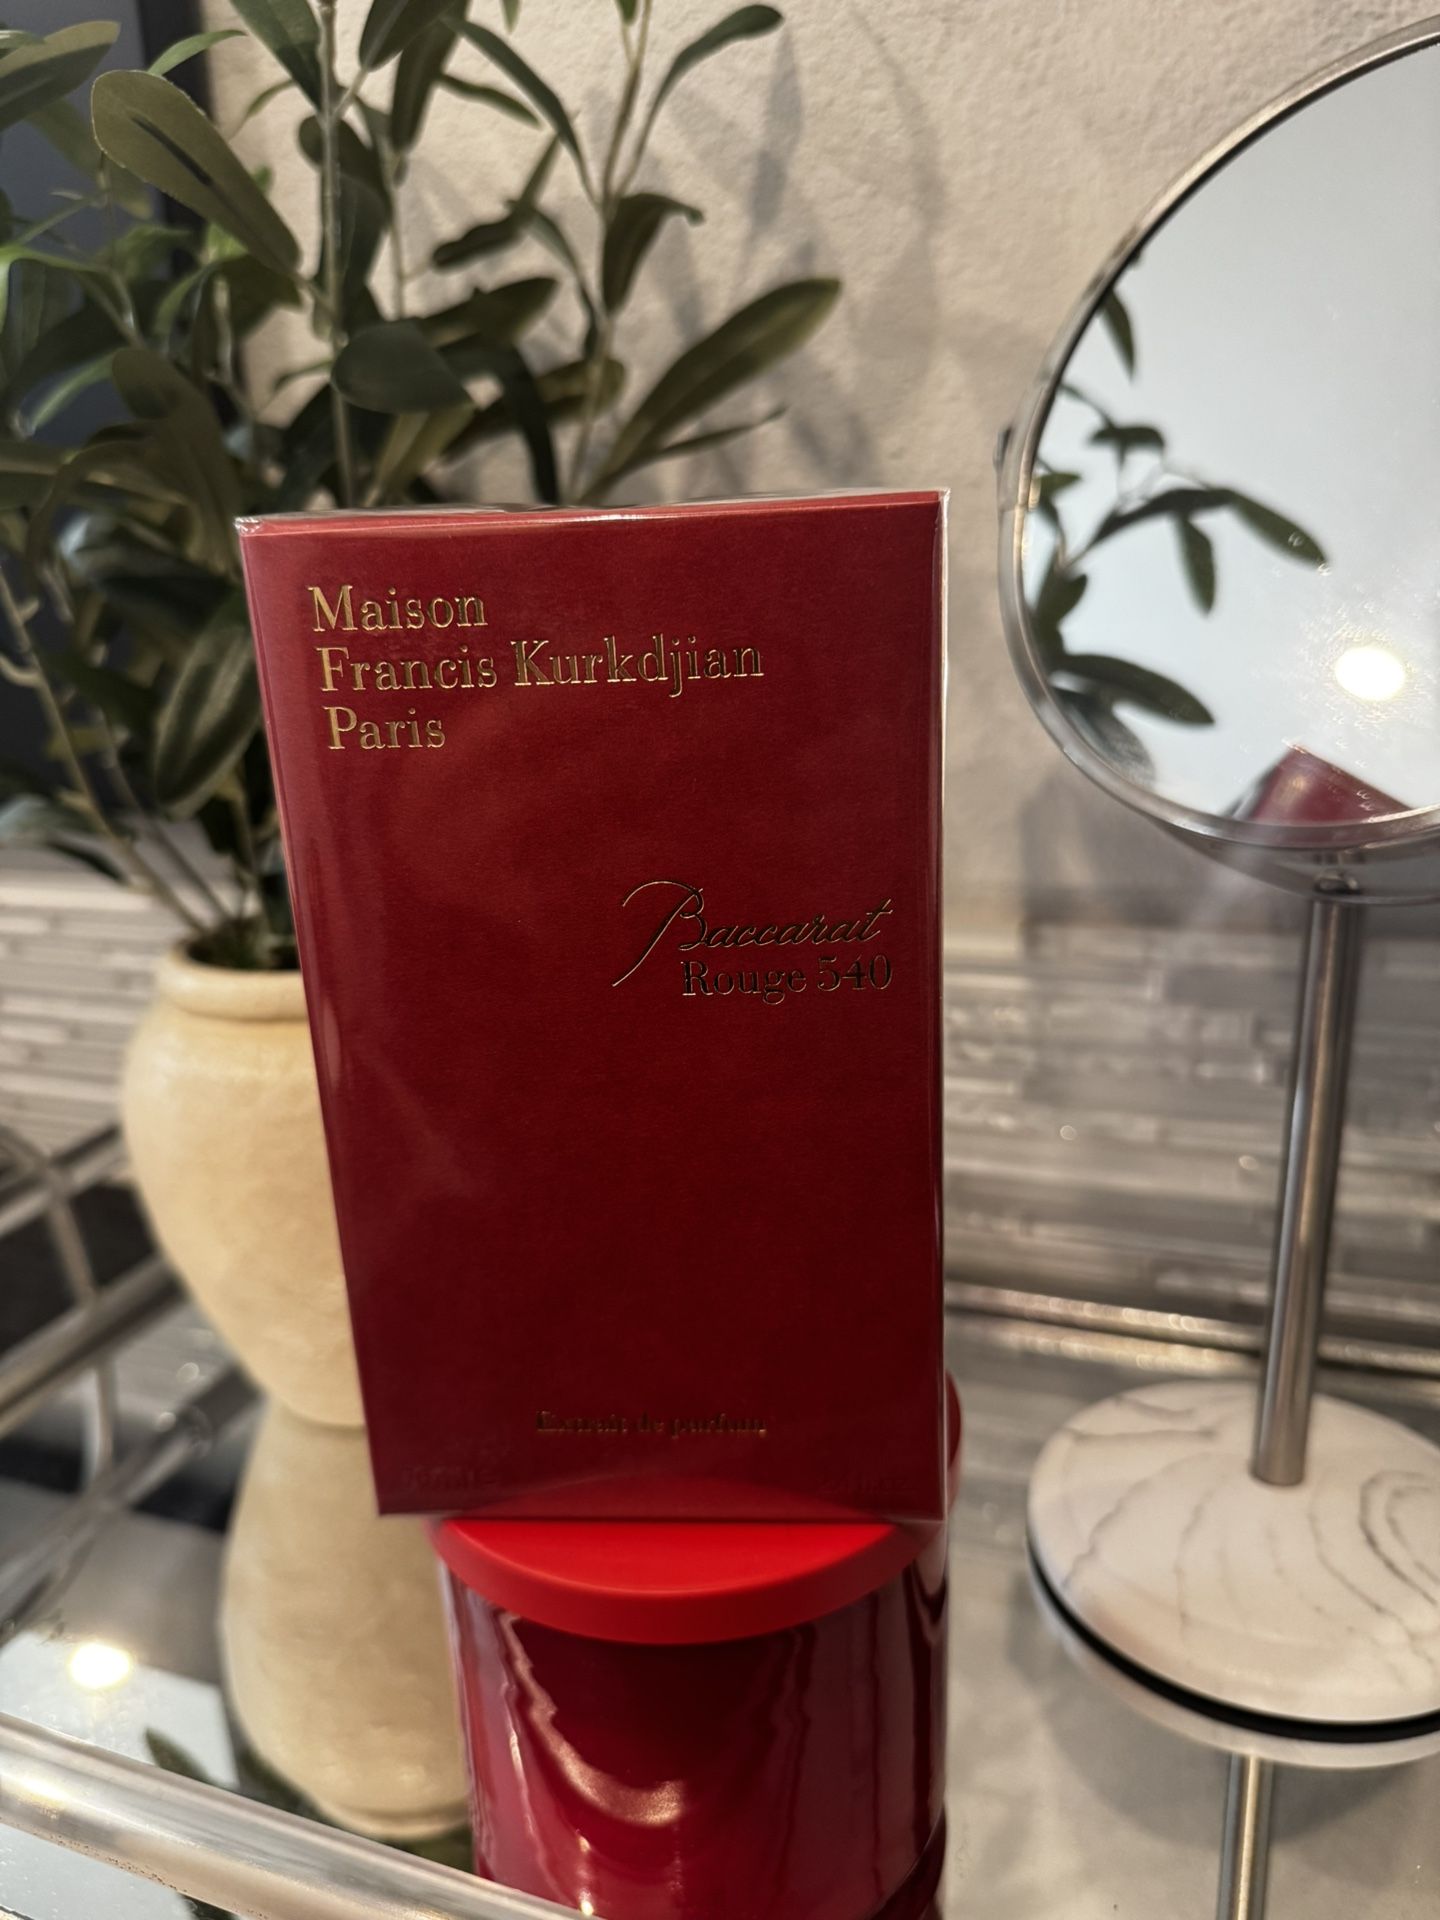 Maison
Francis Kurkdjian
Paris
Baccarat
Rouge 540
Extrait de parfum